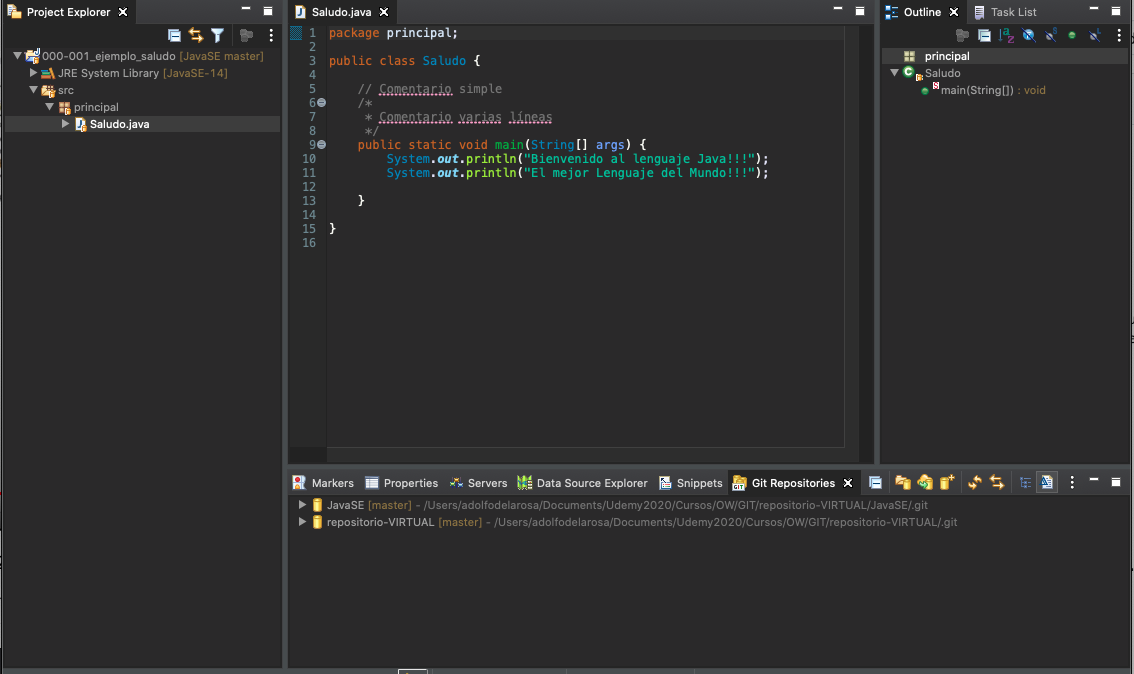 Project Explorer
000-001_ejemplo_saludo [JavaSE master]
JRE System Library [JavaSE-14]
src
principal
Saludo.java
Saludo.java
1 package principal;
2
3 public class Saludo {
4
5 // Comentario simple
6 /*
7 * Comentario varias líneas
8 */
9 public static void main(String[] args) {
10 System.out.println("Bienvenido al lenguaje Java!!!");
11 System.out.println("El mejor Lenguaje del Mundo!!!");
12
13 }
14
15 }
16
Outline Task List
principal
Saludo
main(String[]) : void
Markers Properties Servers Data Source Explorer Snippets Git Repositories
JavaSE [master] - /Users/adolfodelarosa/Documents/Udemy2020/Cursos/OW/GIT/repositorio-VIRTUAL/JavaSE/.git
repositorio-VIRTUAL [master] - /Users/adolfodelarosa/Documents/Udemy2020/Cursos/OW/GIT/repositorio-VIRTUAL/.git